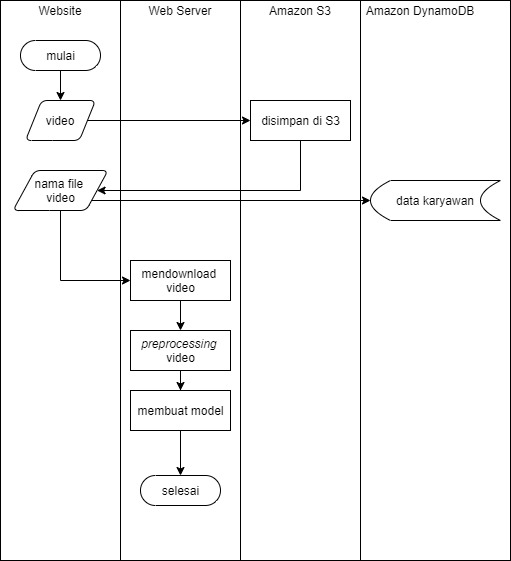 Website
Web Server
Amazon S3
Amazon DynamoDB
mulai
video
disimpan di S3
nama file
video
data karyawan
mendownload
video
preprocessing
video
membuat model
selesai